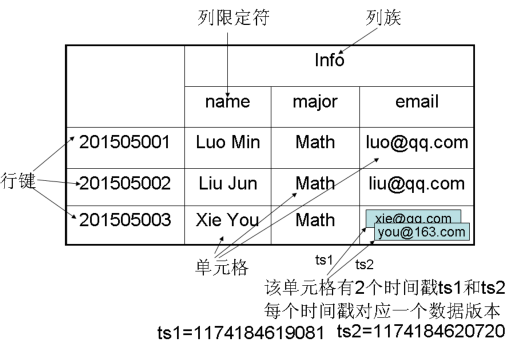 列限定符 列族
Info
name major email
201505001 Luo Min Math luo@qq.com
行键 201505002 Liu Jun Math liu@qq.com
201505003 Xie You Math xie@qq.com
you@163.com
单元格 ts1 ts2
该单元格有2个时间戳ts1和ts2
每个时间戳对应一个数据版本
ts1=1174184619081 ts2=1174184620720